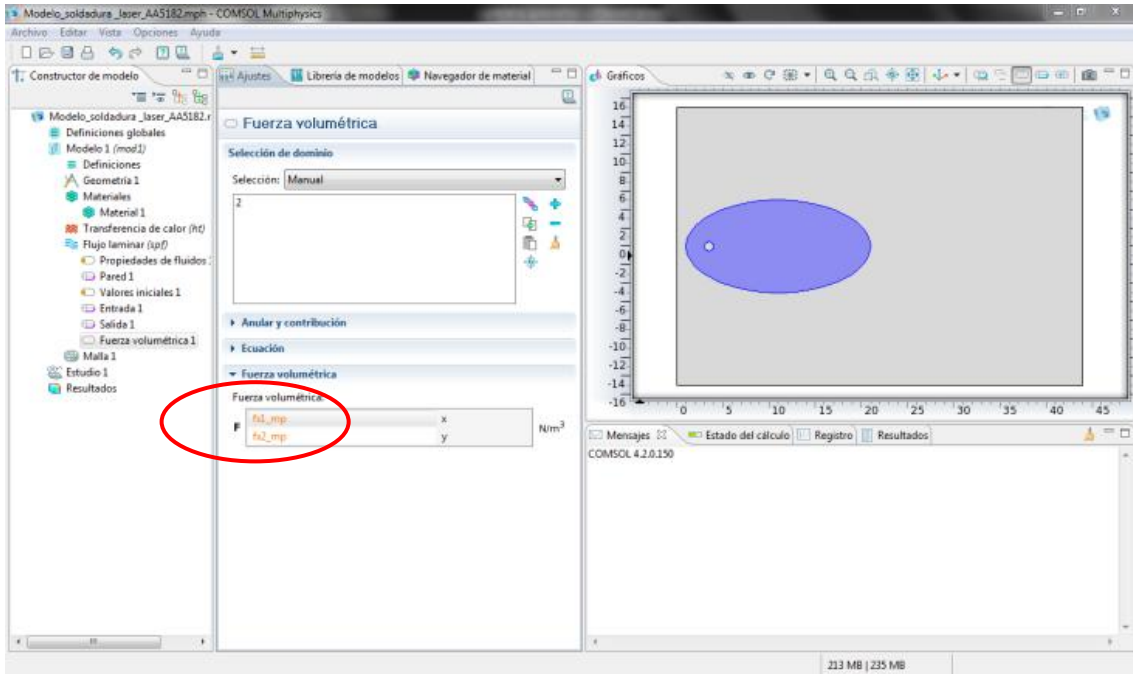 Modelo_soldadura _laser_AA5182.mph - COMSOL Multiphysics
Archivo Editar Vista Opciones Ayuda
Constructor de modelo
Modelo_soldadura _laser_AA5182.r
Definiciones globales
Modelo 1 (mod1)
Definiciones
Geometría 1
Materiales
Material 1
Transferencia de calor (ht)
Flujo laminar (spf)
Propiedades de fluidos
Pared 1
Valores iniciales 1
Entrada 1
Salida 1
Fuerza volumétrica 1
Malla 1
Estudio 1
Resultados
Ajustes Librería de modelos Navegador de material
Fuerza volumétrica
Selección de dominio
Selección: Manual
2
Anular y contribución
Ecuación
Fuerza volumétrica
Fuerza volumétrica:
F
fs1_mp x
fs2_mp y
N/m³
Gráficos
16
14
12
10
8
6
4
2
0
-2
-4
-6
-8
-10
-12
-14
-16
0 5 10 15 20 25 30 35 40 45
Mensajes Estado del cálculo Registro Resultados
COMSOL 4.2.0.150
213 MB | 235 MB